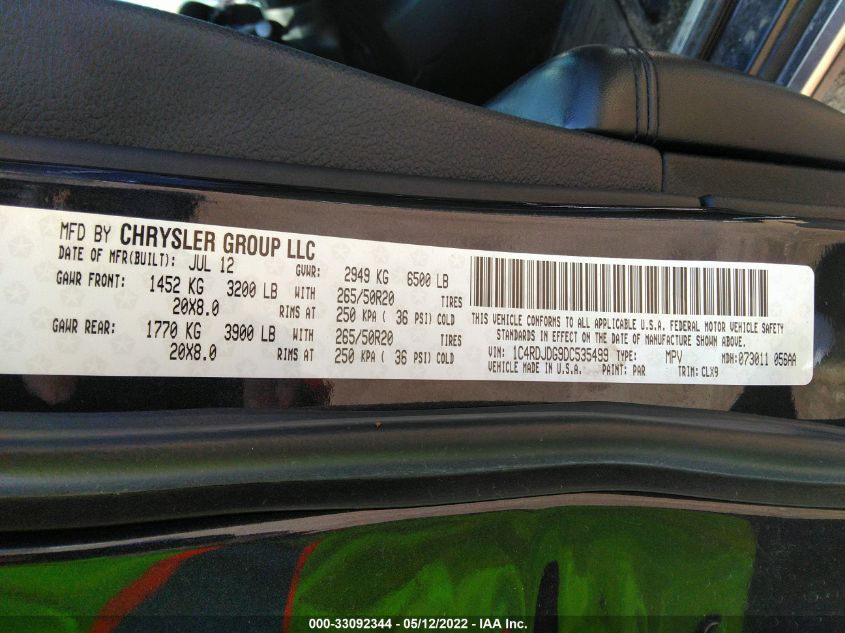 MFD BY CHRYSLER GROUP LLC
DATE OF MFR(BUILT): JUL 12 GVWR: 2949 KG 6500 LB
GAWR FRONT: 1452 KG 3200 LB WITH 265/50R20 TIRES
20X8.0 RIMS AT 250 KPA ( 36 PSI) COLD
GAWR REAR: 1770 KG 3900 LB WITH 265/50R20 TIRES
20X8.0 RIMS AT 250 KPA ( 36 PSI) COLD
THIS VEHICLE CONFORMS TO ALL APPLICABLE U.S.A. FEDERAL MOTOR VEHICLE SAFETY
STANDARDS IN EFFECT ON THE DATE OF MANUFACTURE SHOWN ABOVE.
VIN: 1C4RDJDG9DC535499 TYPE: MPV MDH: 073011 056AA
VEHICLE MADE IN U.S.A. PAINT: PAR TRIM: CLX9
000-33092344 - 05/12/2022 - IAA Inc.